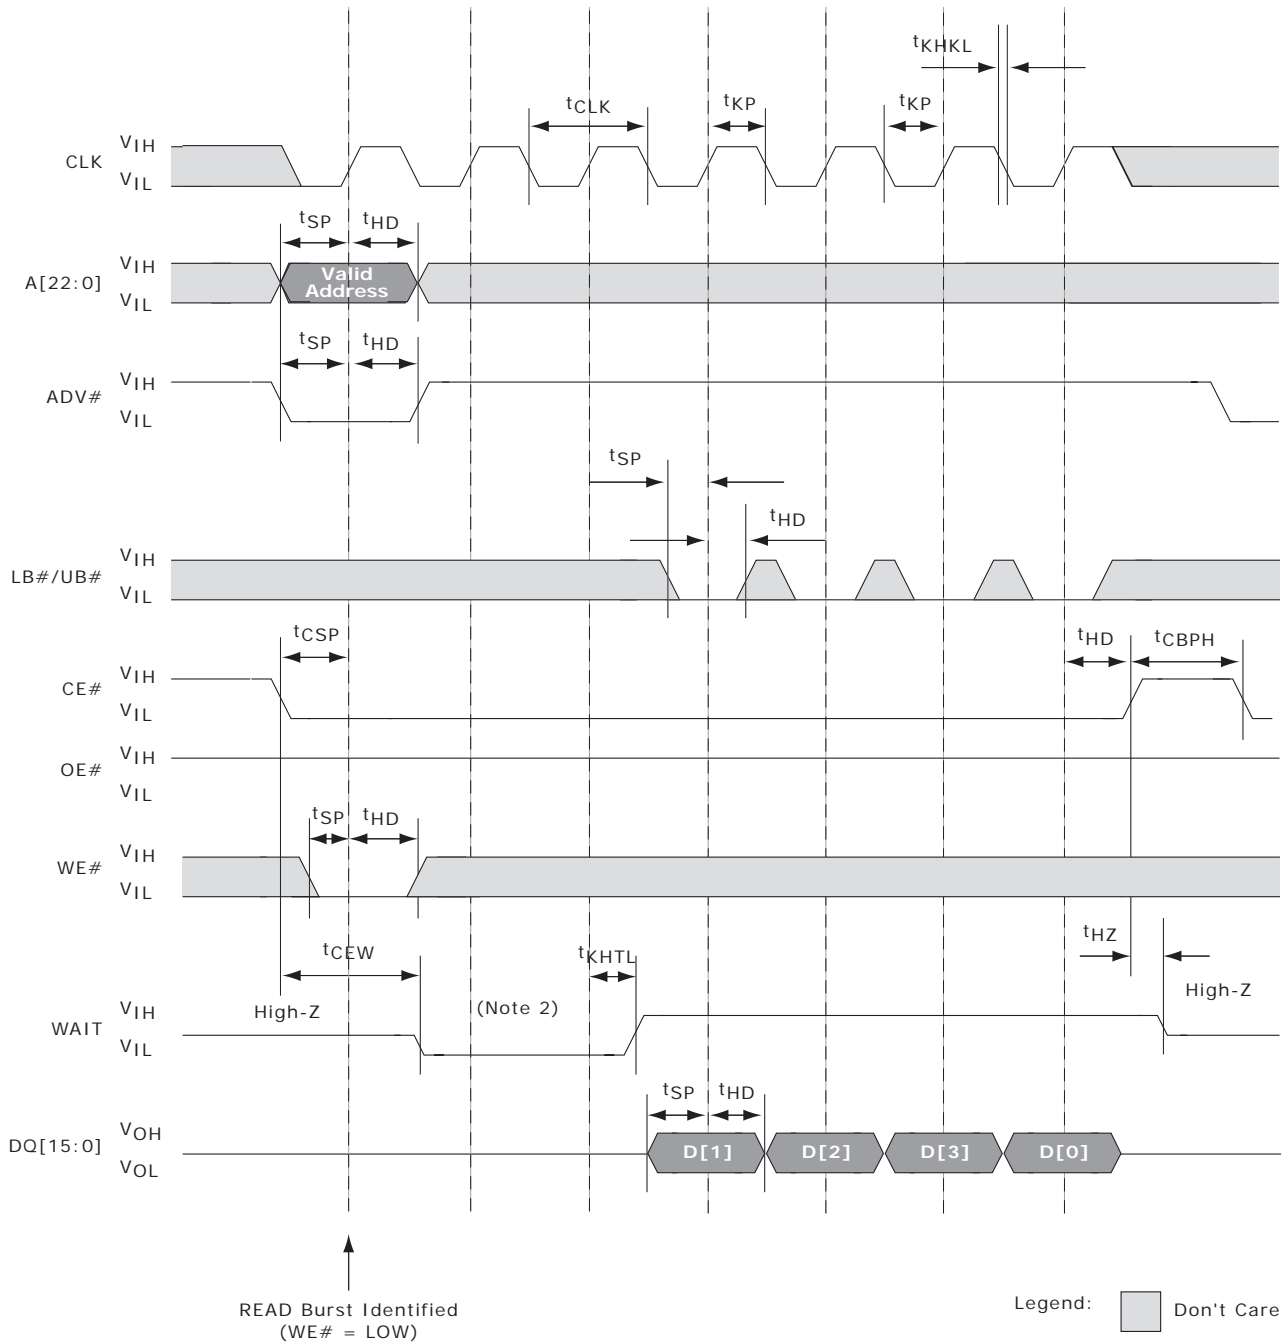 tKHKL
tCLK
tKP
tKP
CLK
VIH
VIL
tSP
tHD
A[22:0]
VIH
VIL
Valid
Address
tSP
tHD
ADV#
VIH
VIL
tSP
tHD
LB#/UB#
VIH
VIL
tCSP
tHD
tCBPH
CE#
VIH
VIL
OE#
VIH
VIL
tSP
tHD
WE#
VIH
VIL
tCEW
tKHTL
tHZ
WAIT
VIH
VIL
High-Z
(Note 2)
High-Z
tSP
tHD
DQ[15:0]
VOH
VOL
D[1]
D[2]
D[3]
D[0]
READ Burst Identified
(WE# = LOW)
Legend:
Don't Care